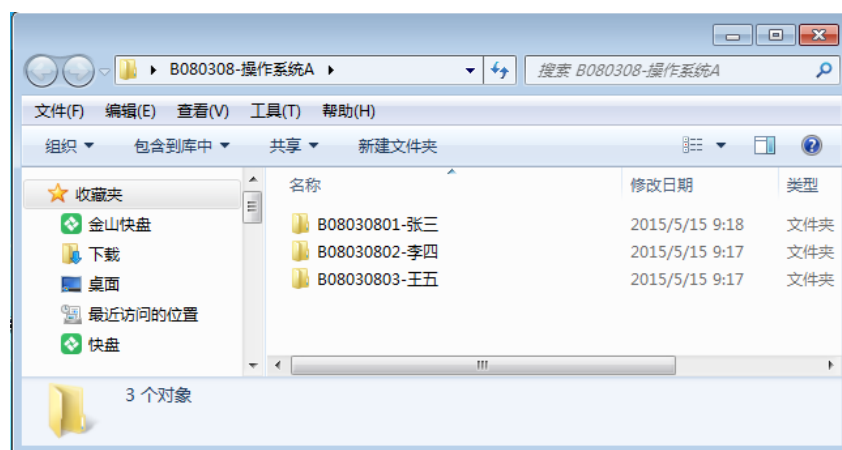 B080308-操作系统A
搜索 B080308-操作系统A
文件(F) 编辑(E) 查看(V) 工具(T) 帮助(H)
组织 包含到库中 共享 新建文件夹
名称 修改日期 类型
收藏夹
金山快盘
下载
桌面
最近访问的位置
快盘
B08030801-张三 2015/5/15 9:18 文件夹
B08030802-李四 2015/5/15 9:17 文件夹
B08030803-王五 2015/5/15 9:17 文件夹
3 个对象